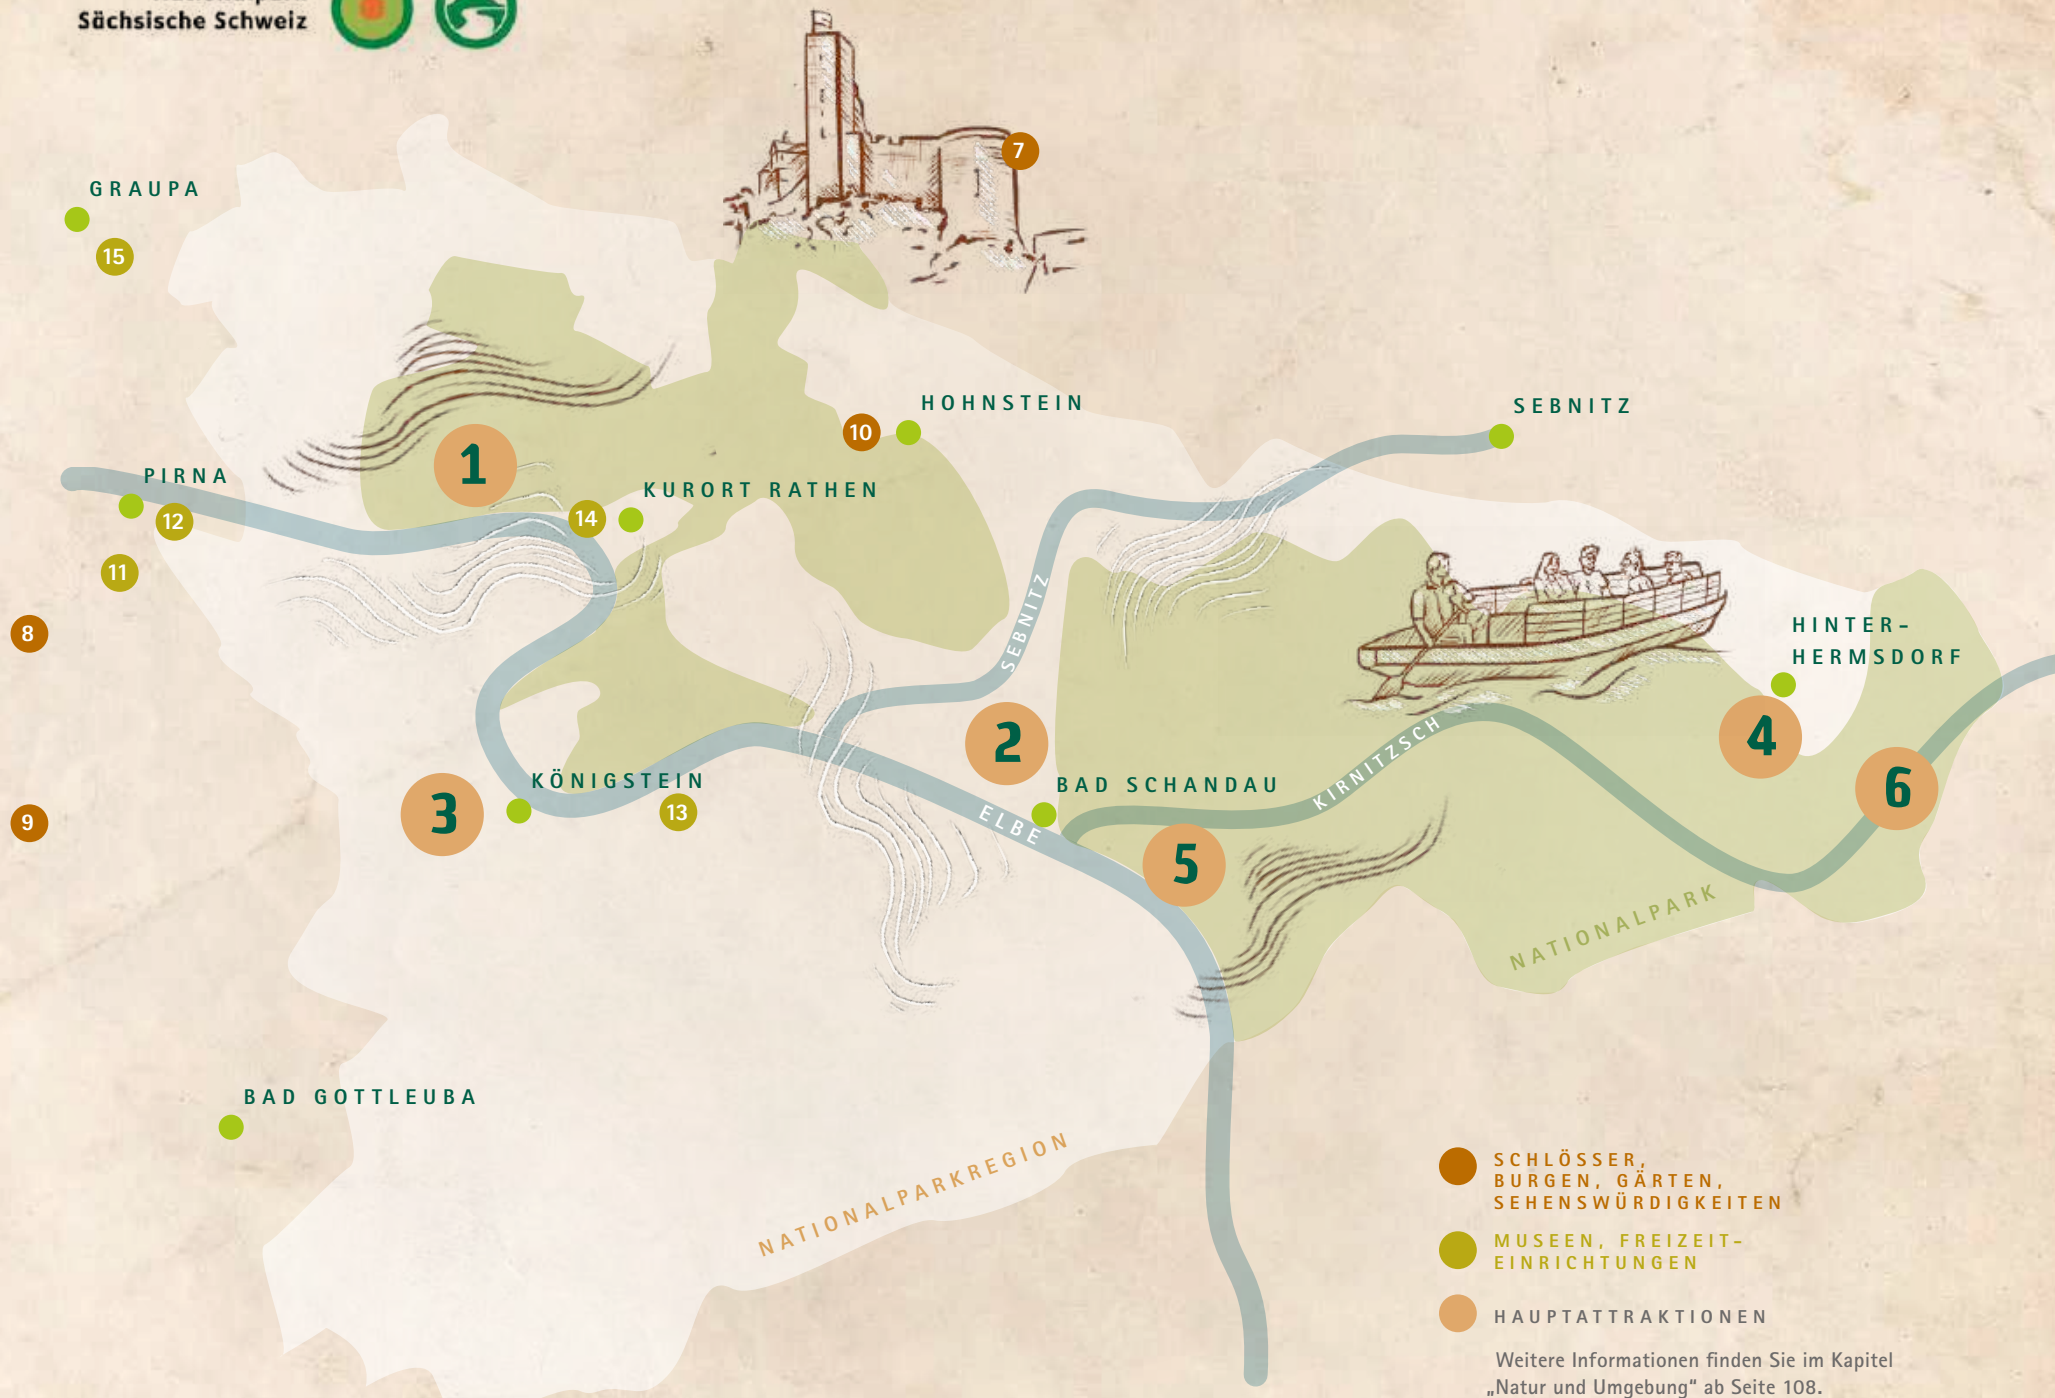 Sächsische Schweiz
7
GRAUPA
15
HOHNSTEIN
10
SEBNITZ
1
PIRNA
KURORT RATHEN
14
12
11
8
SEBNITZ
HINTER-
HERMSDORF
2
4
KIRNITZSCH
6
KÖNIGSTEIN
BAD SCHANDAU
3
13
9
ELBE
5
NATIONALPARK
BAD GOTTLEUBA
NATIONALPARKREGION
SCHLÖSSER,
BURGEN, GÄRTEN,
SEHENSWÜRDIGKEITEN
MUSEEN, FREIZEIT-
EINRICHTUNGEN
HAUPTATTRAKTIONEN
Weitere Informationen finden Sie im Kapitel
„Natur und Umgebung“ ab Seite 108.